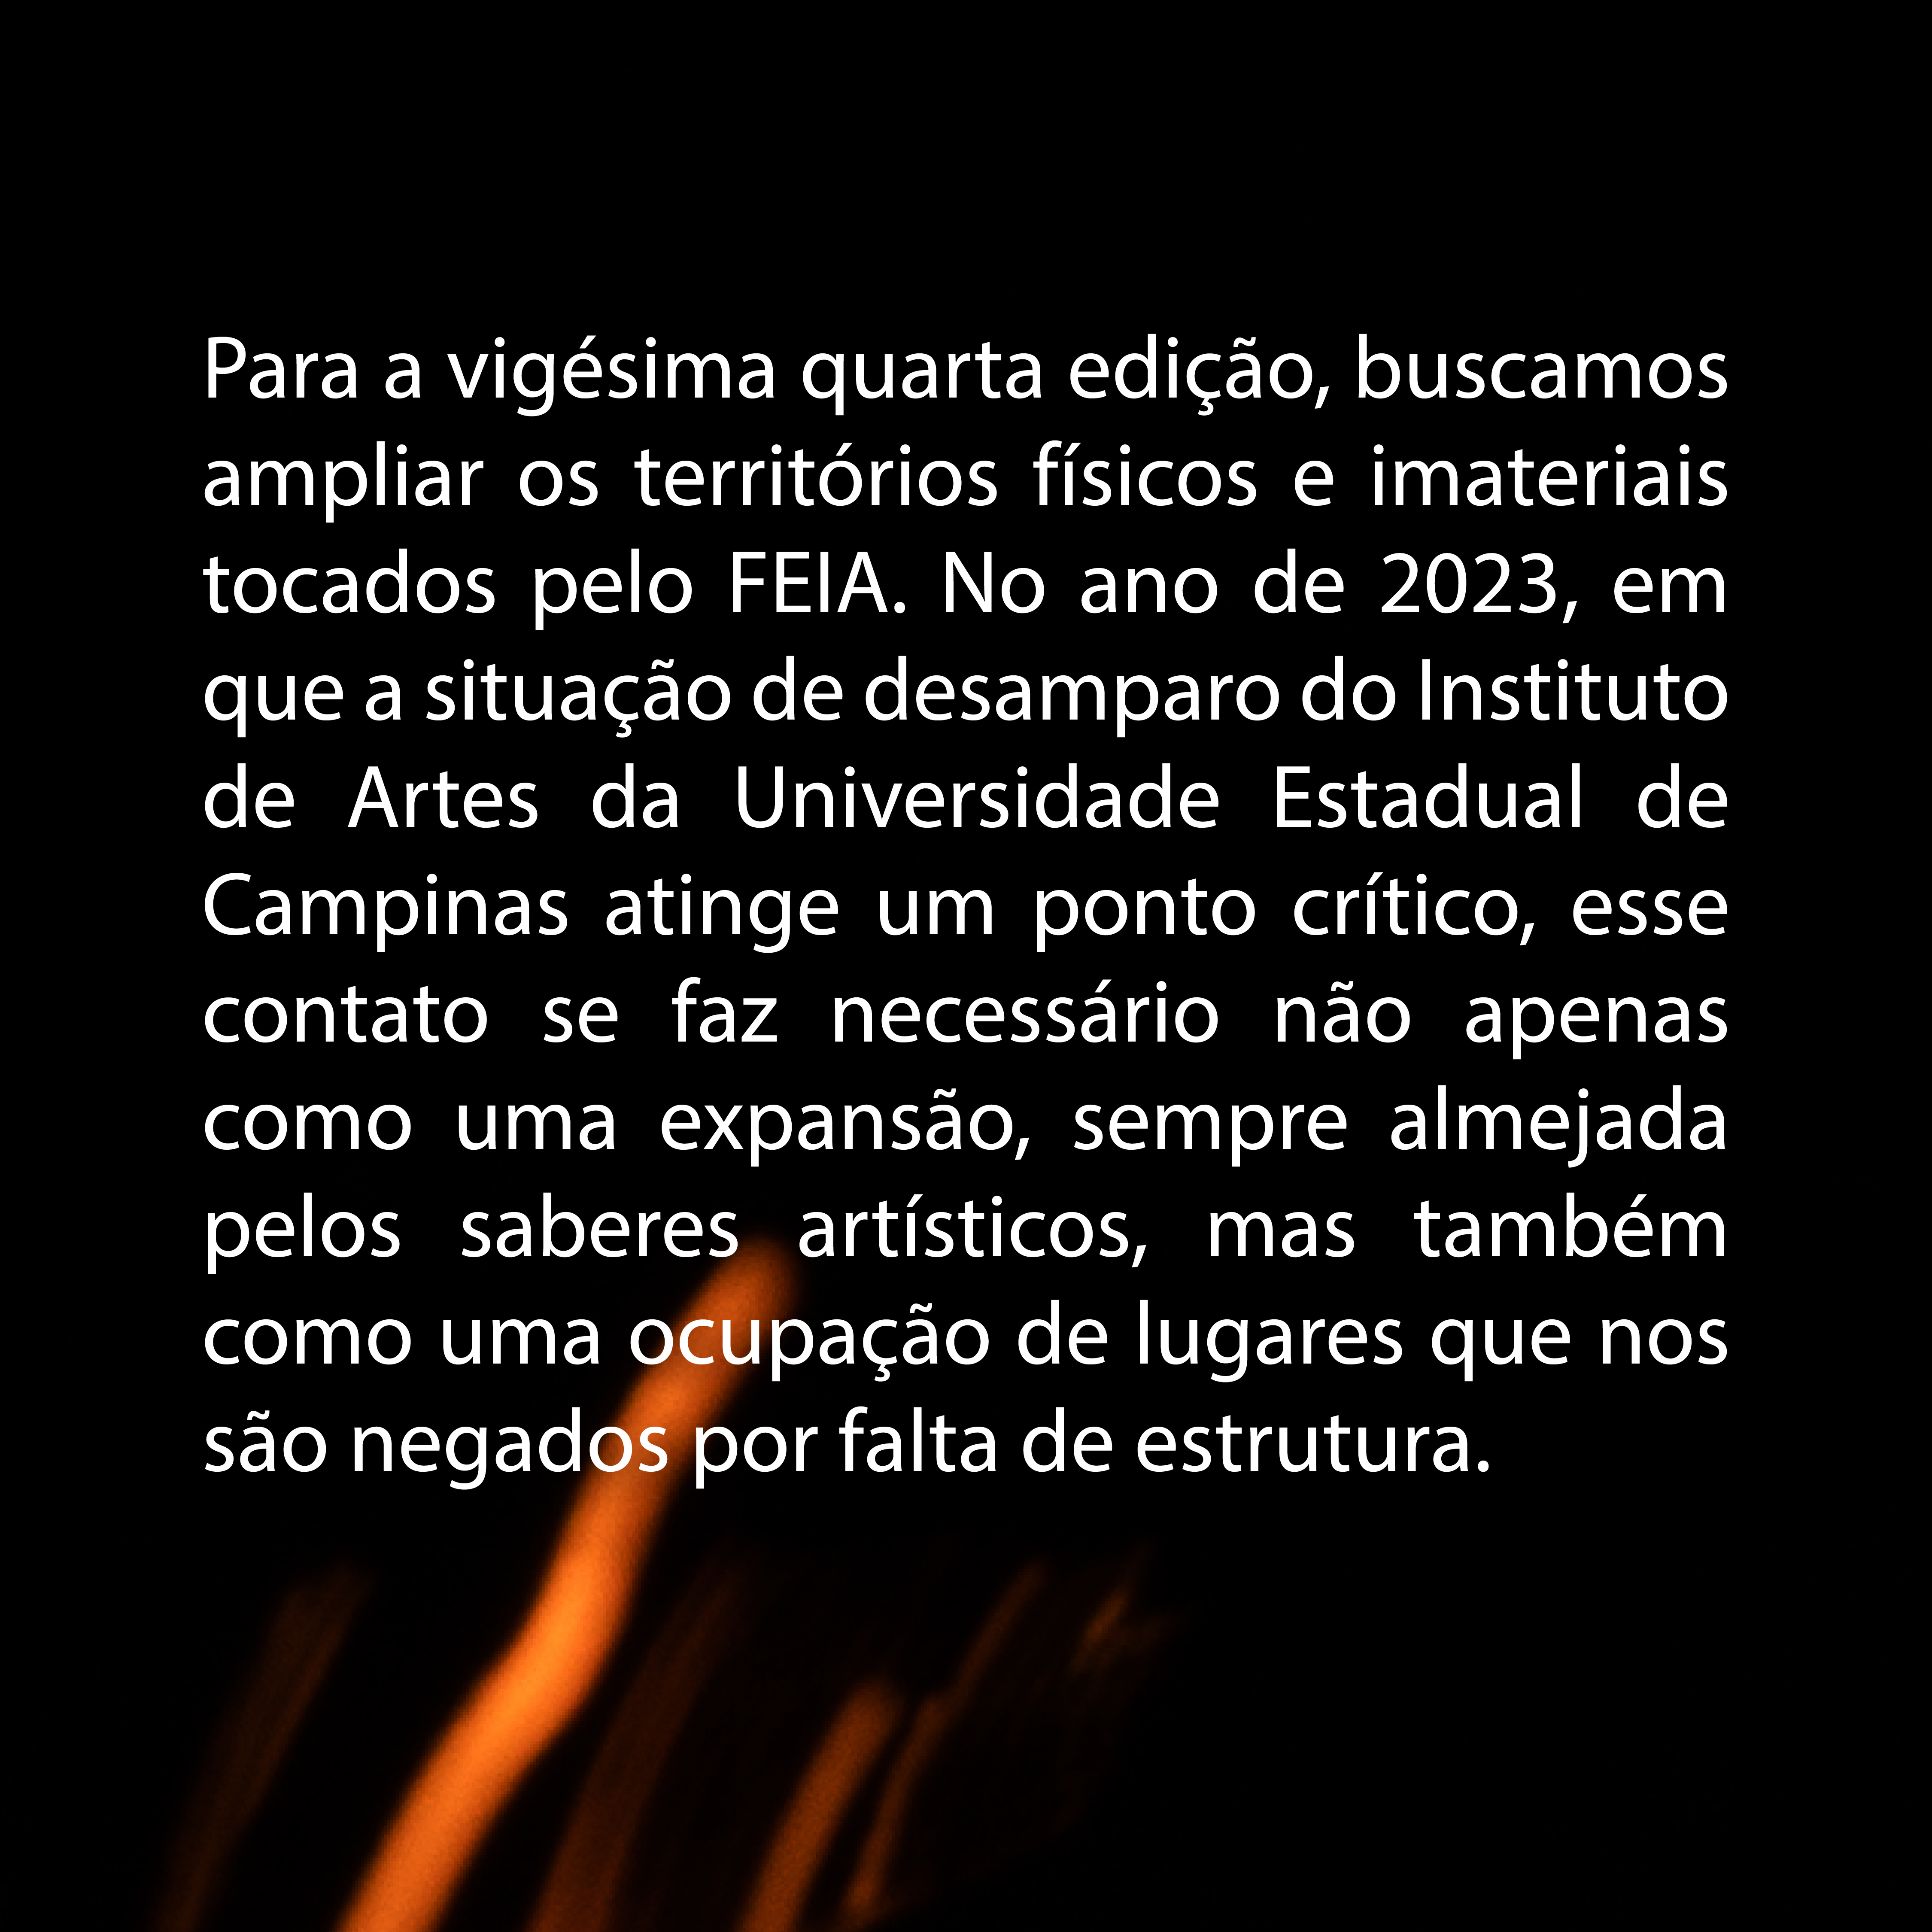 Para a vigésima quarta edição, buscamos
ampliar os territórios físicos e imateriais
tocados pelo FEIA. No ano de 2023, em
que a situação de desamparo do Instituto
de Artes da Universidade Estadual de
Campinas atinge um ponto crítico, esse
contato se faz necessário não apenas
como uma expansão, sempre almejada
pelos saberes artísticos, mas também
como uma ocupação de lugares que nos
são negados por falta de estrutura.